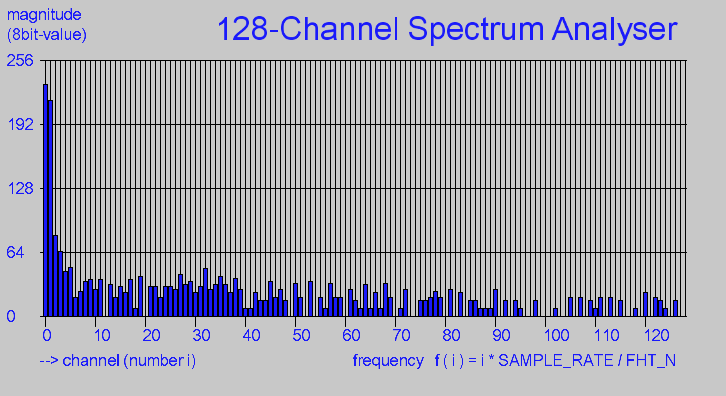 magnitude
(8bit-value)
128-Channel Spectrum Analyser
256
192
128
64
0
0 10 20 30 40 50 60 70 80 90 100 110 120
--> channel (number i) frequency f ( i ) = i * SAMPLE_RATE / FHT_N